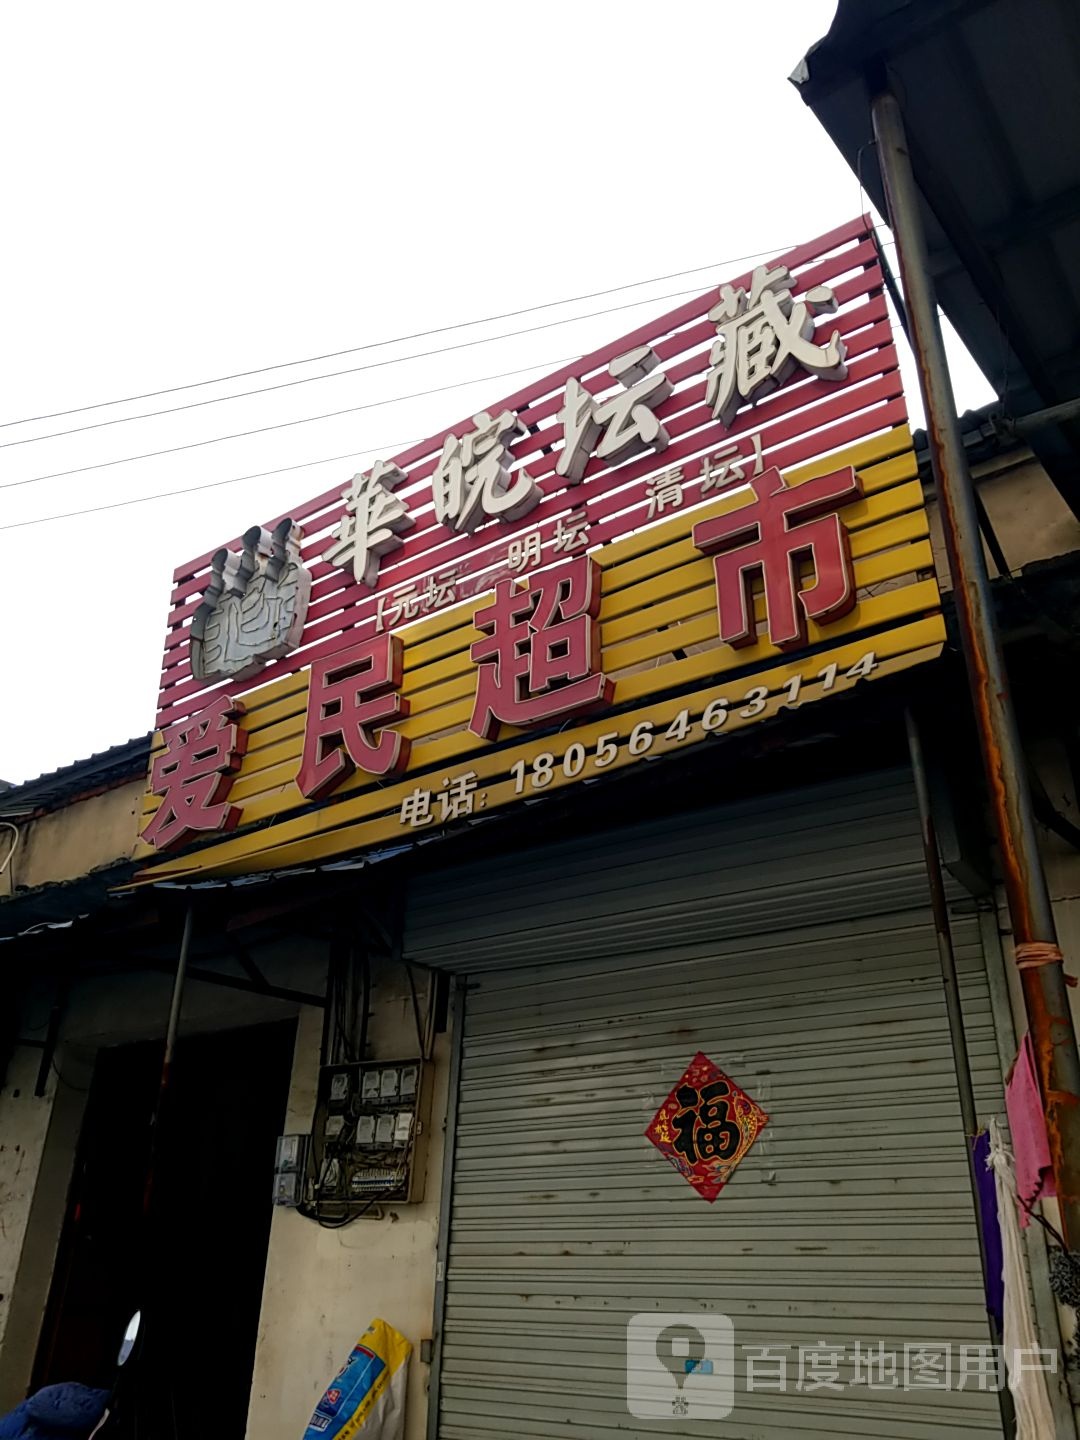 華皖坛藏
【元坛 明坛 清坛】
爱民超市
电话：18056463114
福
百度地图用户